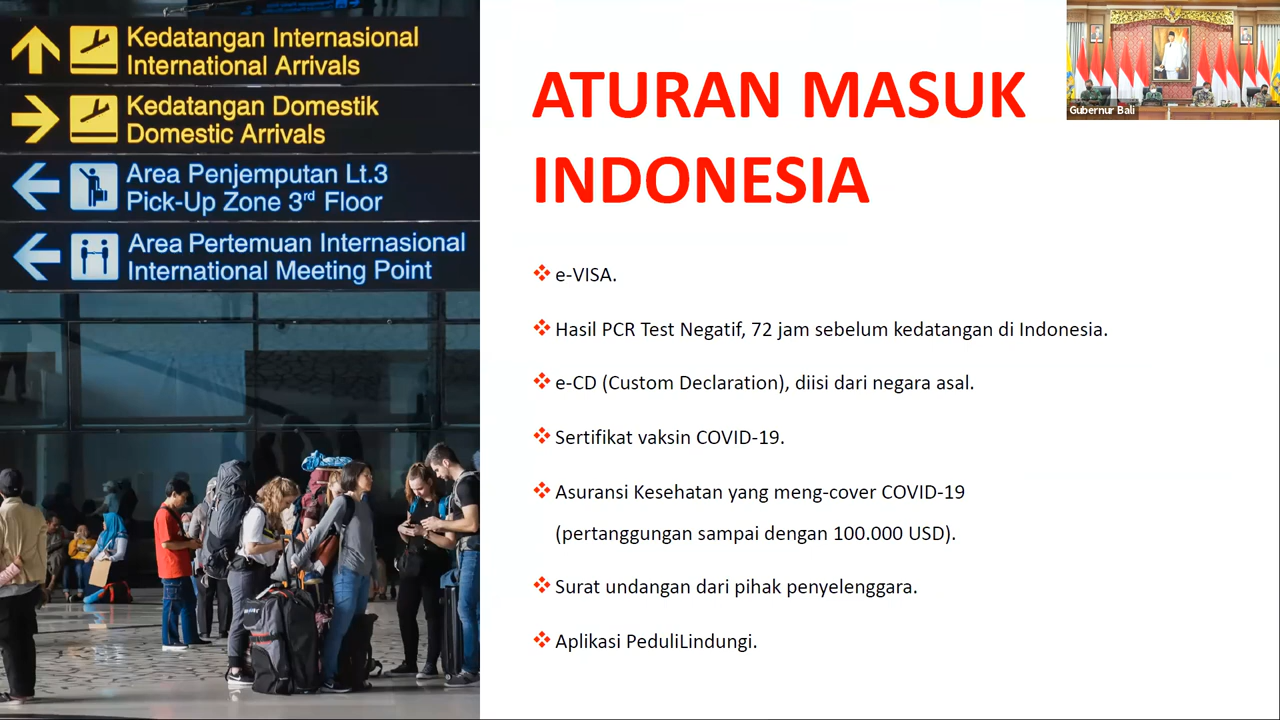 Kedatangan Internasional
International Arrivals
Kedatangan Domestik
Domestic Arrivals
Area Penjemputan Lt.3
Pick-Up Zone 3rd Floor
Area Pertemuan Internasional
International Meeting Point
ATURAN MASUK
INDONESIA
e-VISA.
Hasil PCR Test Negatif, 72 jam sebelum kedatangan di Indonesia.
e-CD (Custom Declaration), diisi dari negara asal.
Sertifikat vaksin COVID-19.
Asuransi Kesehatan yang meng-cover COVID-19
(pertanggungan sampai dengan 100.000 USD).
Surat undangan dari pihak penyelenggara.
Aplikasi PeduliLindungi.
Gubernur Bali